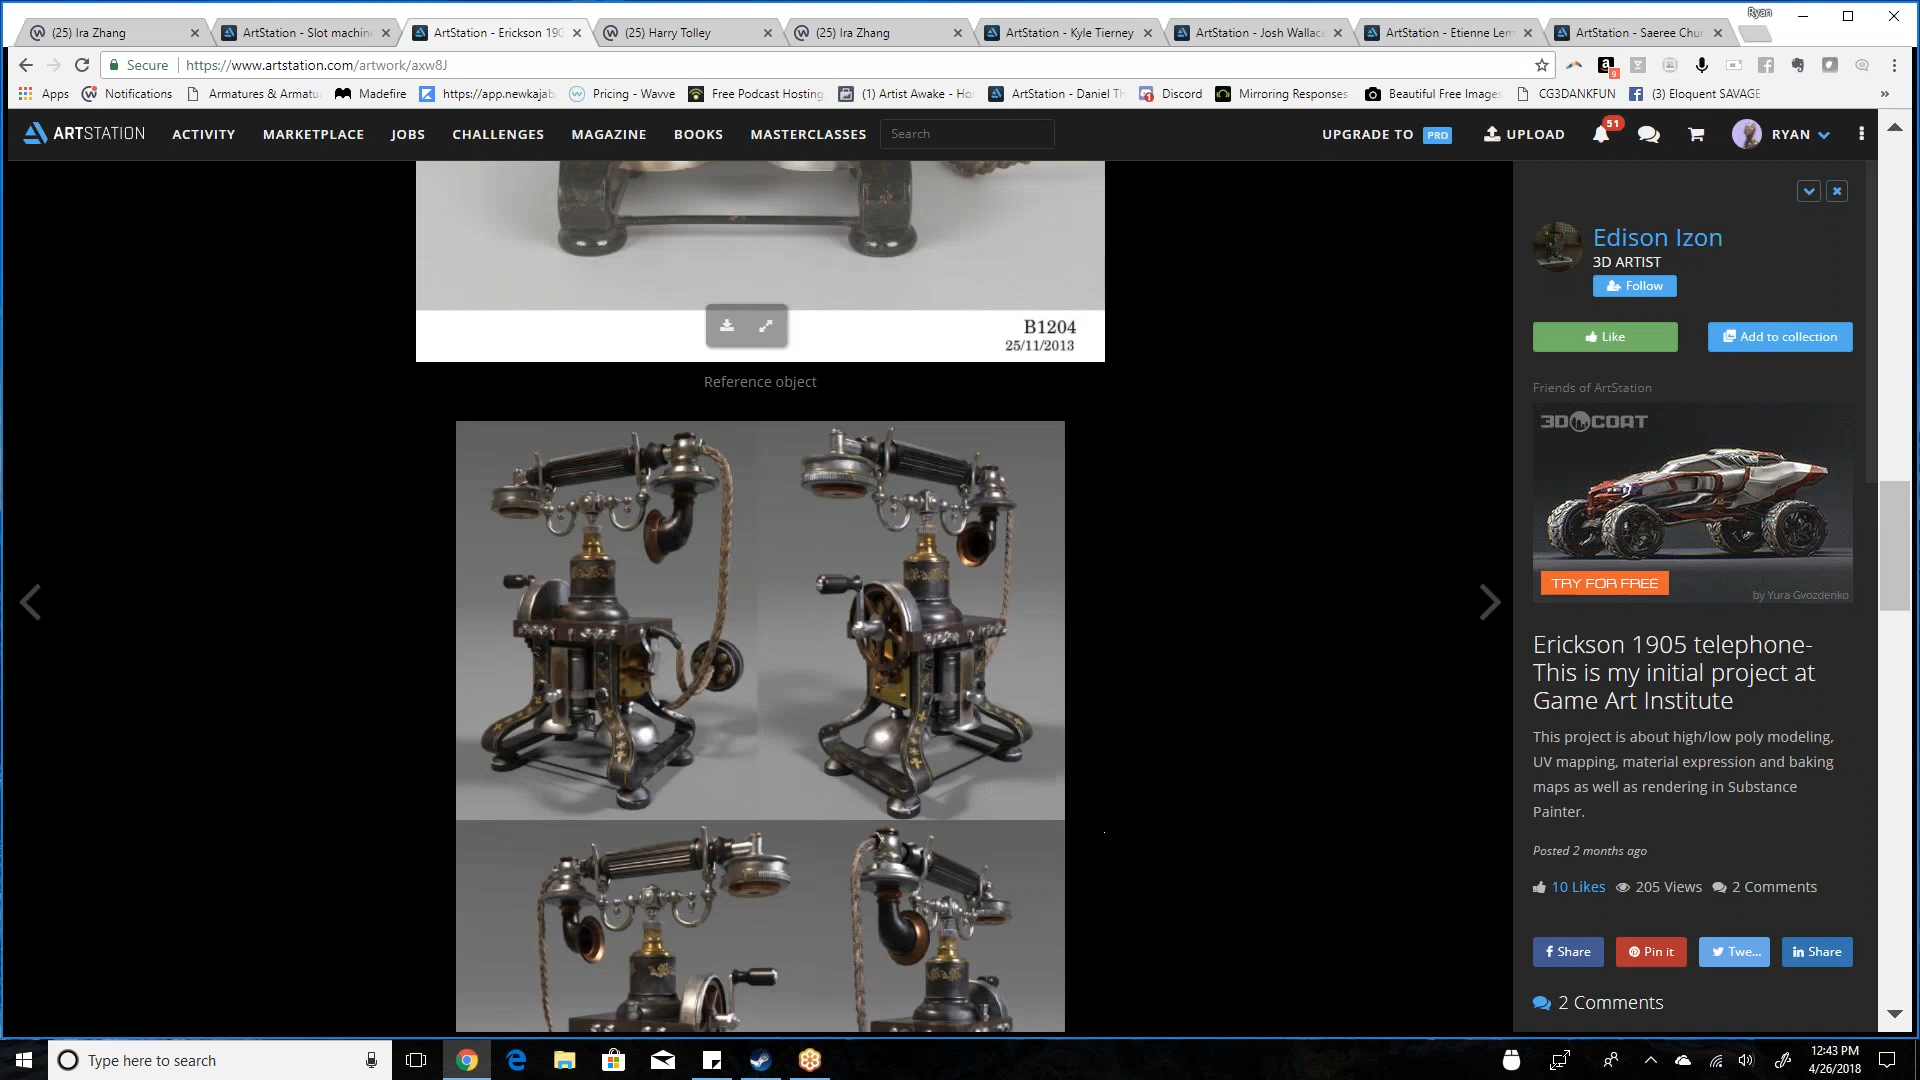 Ryan
(25) Ira Zhang
ArtStation - Slot machine
ArtStation - Erickson 190
(25) Harry Tolley
(25) Ira Zhang
ArtStation - Kyle Tierney
ArtStation - Josh Wallace
ArtStation - Etienne Lem
ArtStation - Saeree Chun
Secure
https://www.artstation.com/artwork/axw8J
9
Apps
Notifications
Armatures & Armatu
Madefire
https://app.newkajab
Pricing - Wavve
Free Podcast Hosting
(1) Artist Awake - Ho
ArtStation - Daniel Th
Discord
Mirroring Responses
Beautiful Free Images
CG3DANKFUN
(3) Eloquent SAVAGE
»
ARTSTATION
ACTIVITY
MARKETPLACE
JOBS
CHALLENGES
MAGAZINE
BOOKS
MASTERCLASSES
Search
UPGRADE TO PRO
UPLOAD
51
RYAN
B1204
25/11/2013
Reference object
Edison Izon
3D ARTIST
Follow
Like
Add to collection
Friends of ArtStation
3DCOAT
TRY FOR FREE
by Yura Gvozdenko
Erickson 1905 telephone-
This is my initial project at
Game Art Institute
This project is about high/low poly modeling,
UV mapping, material expression and baking
maps as well as rendering in Substance
Painter.
Posted 2 months ago
10 Likes
205 Views
2 Comments
Share
Pin it
Twe...
Share
2 Comments
Type here to search
12:43 PM
4/26/2018